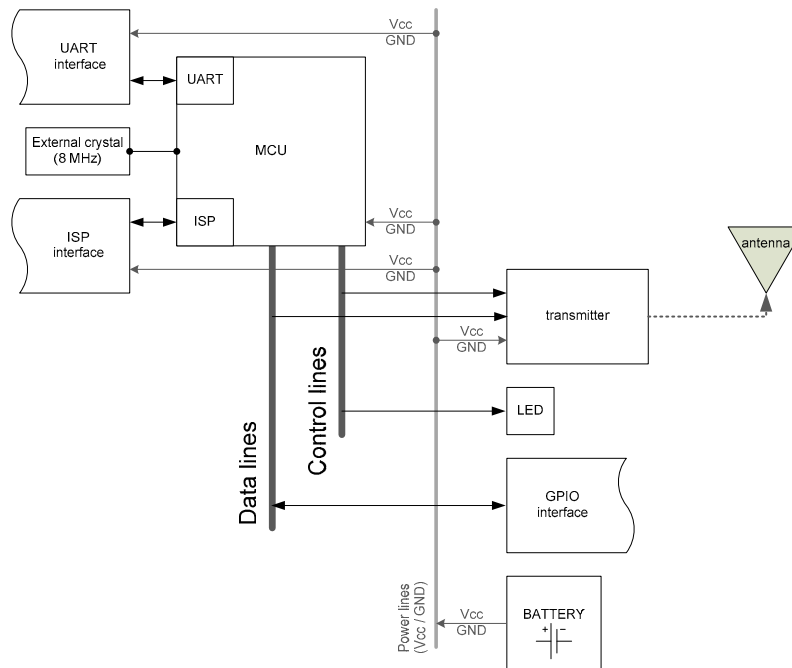 Vcc
GND
UART
interface
UART
External crystal
(8 MHz)
MCU
ISP
interface
ISP
Vcc
GND
Vcc
GND
antenna
transmitter
Vcc
GND
Control lines
Data lines
LED
GPIO
interface
Power lines
(Vcc / GND)
Vcc
GND
BATTERY
+ −